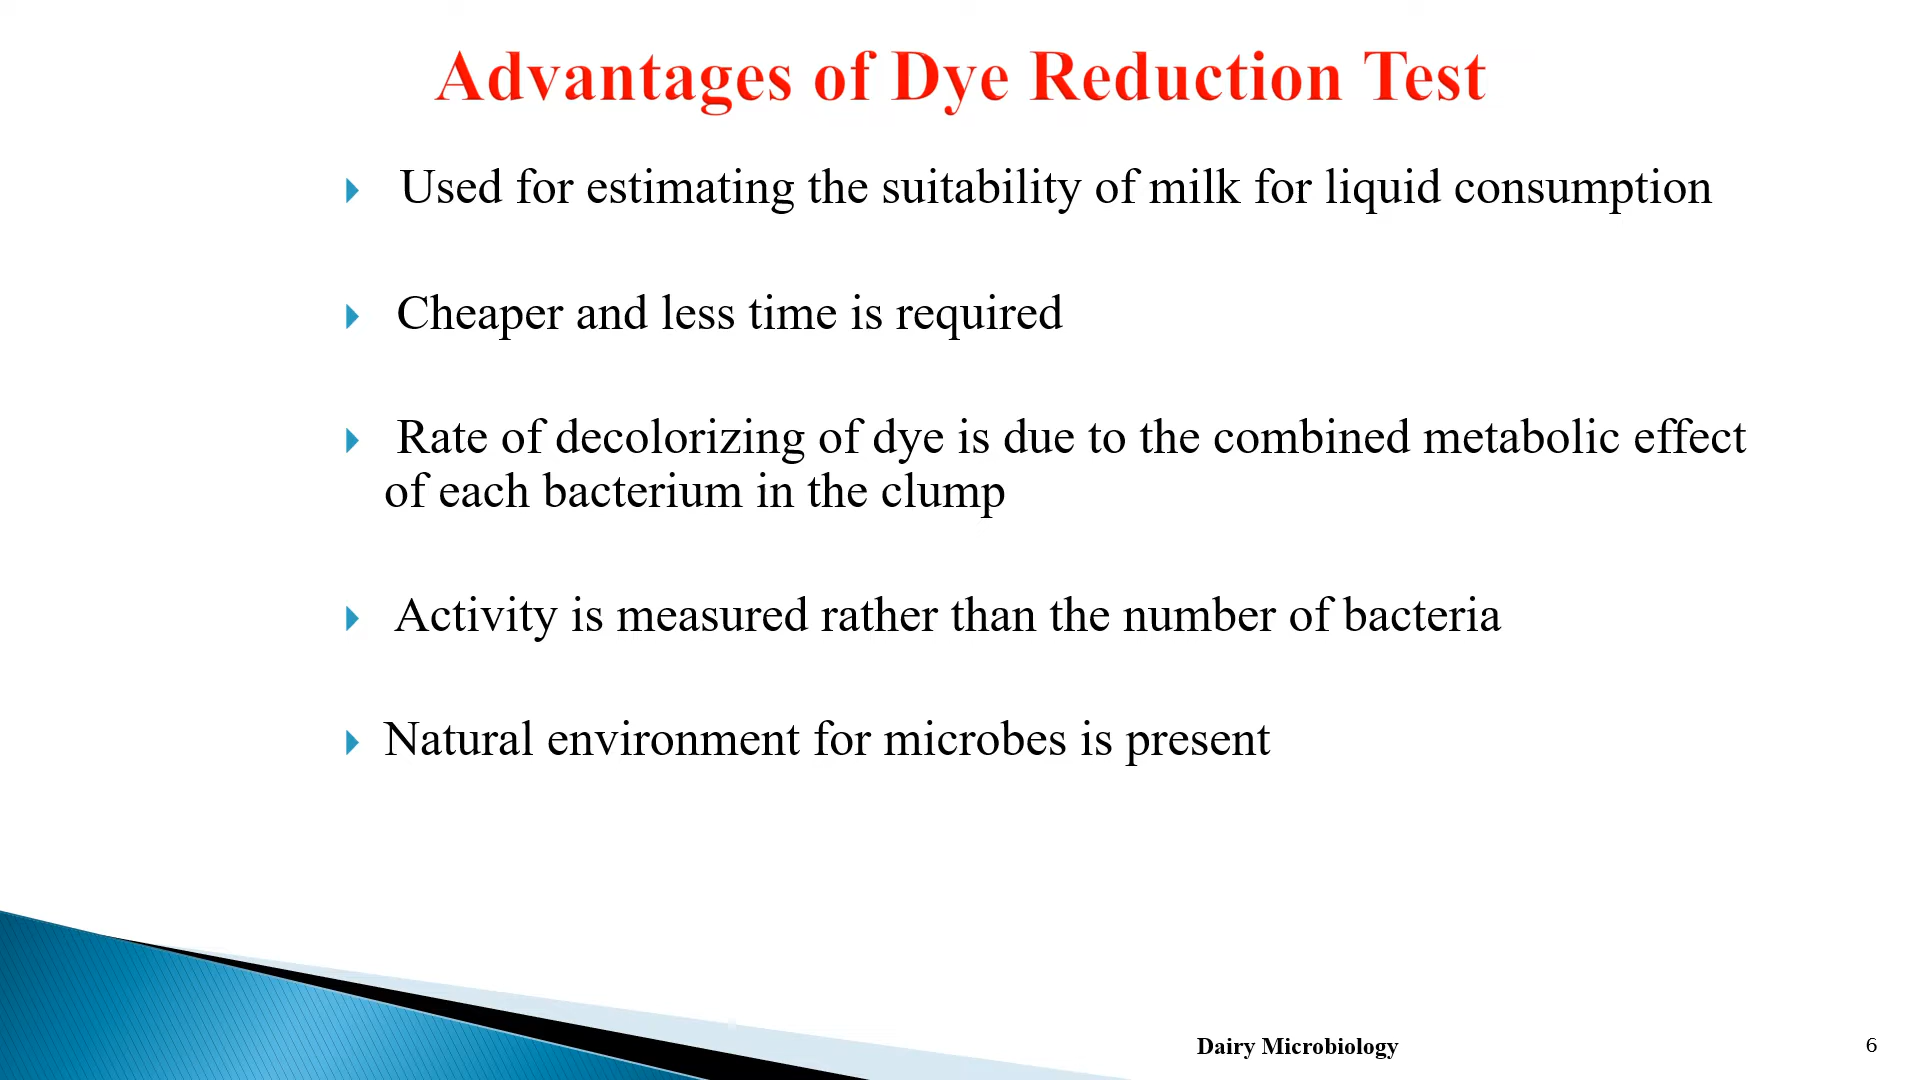 Advantages of Dye Reduction Test
Used for estimating the suitability of milk for liquid consumption
Cheaper and less time is required
Rate of decolorizing of dye is due to the combined metabolic effect
of each bacterium in the clump
Activity is measured rather than the number of bacteria
Natural environment for microbes is present
Dairy Microbiology
6